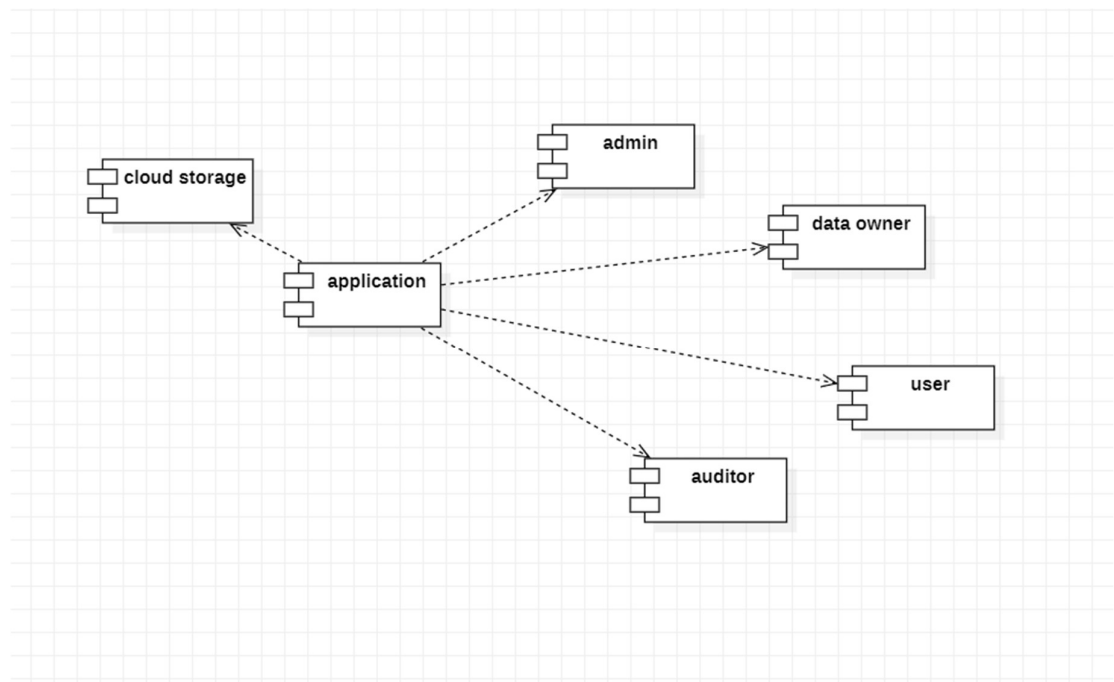 admin
cloud storage
data owner
application
user
auditor